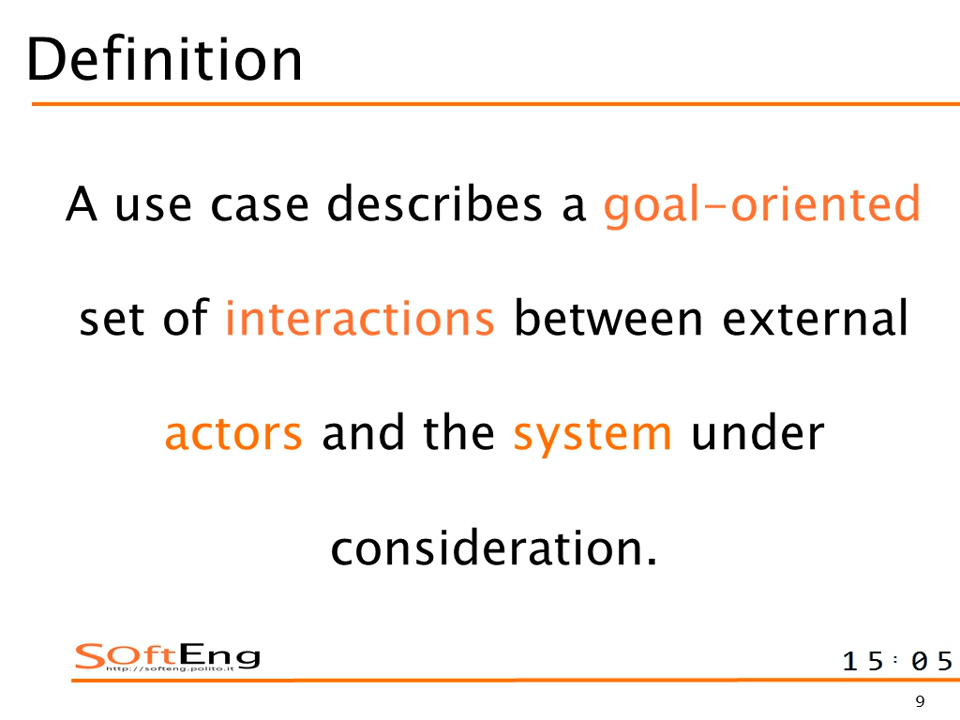 Definition
A use case describes a goal-oriented
set of interactions between external
actors and the system under
consideration.
SOftEng
http://softeng.polito.it
15:05
9